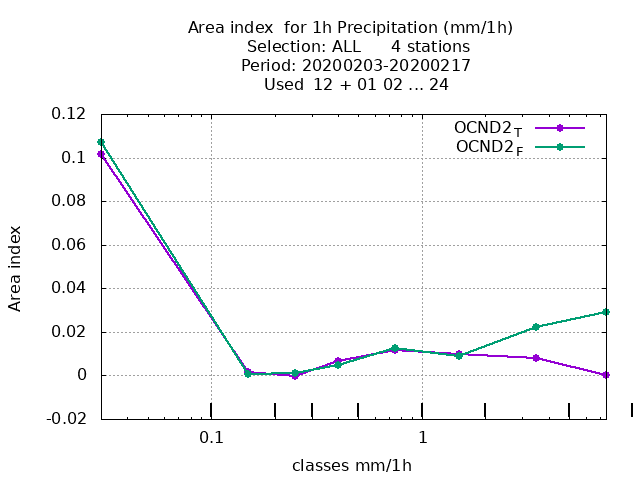 Area index  for 1h Precipitation (mm/1h)
Selection: ALL      4 stations
Period: 20200203-20200217
Used  12 + 01 02 ... 24
OCND2T
OCND2F
0.12
0.1
0.08
0.06
0.04
0.02
0
-0.02
Area index
0.1
1
classes mm/1h